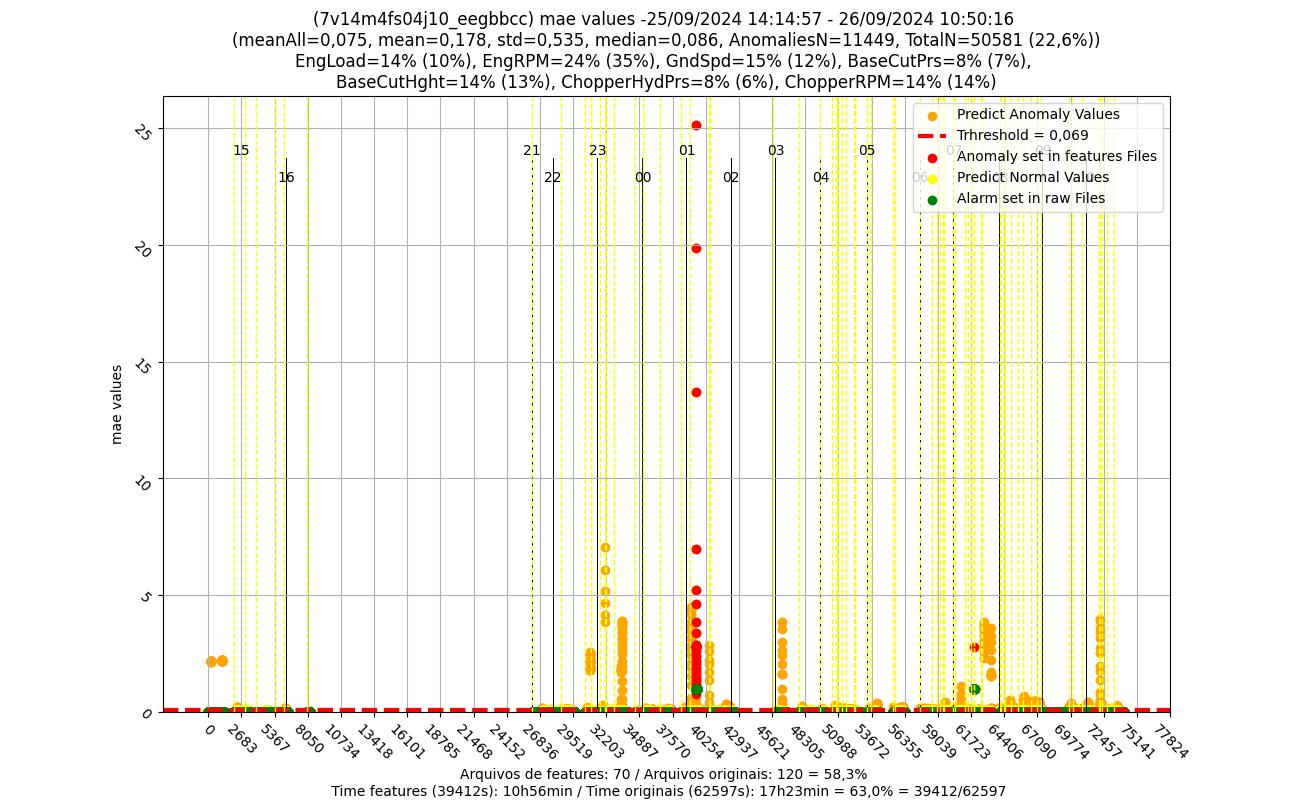 (7v14m4fs04j10_eegbbcc) mae values -25/09/2024 14:14:57 - 26/09/2024 10:50:16
(meanAll=0,075, mean=0,178, std=0,535, median=0,086, AnomaliesN=11449, TotalN=50581 (22,6%))
EngLoad=14% (10%), EngRPM=24% (35%), GndSpd=15% (12%), BaseCutPrs=8% (7%),
BaseCutHght=14% (13%), ChopperHydPrs=8% (6%), ChopperRPM=14% (14%)
Predict Anomaly Values
Trhreshold = 0,069
Anomaly set in features Files
Predict Normal Values
Alarm set in raw Files
15 21 23 01 03 05 07 09
16 22 00 02 04 06
25
20
15
10
5
0
mae values
0 2683 5367 8050 10734 13418 16101 18785 21468 24152 26836 29519 32203 34887 37570 40254 42937 45621 48305 50988 53672 56355 59039 61723 64406 67090 69774 72457 75141 77824
Arquivos de features: 70 / Arquivos originais: 120 = 58,3%
Time features (39412s): 10h56min / Time originais (62597s): 17h23min = 63,0% = 39412/62597